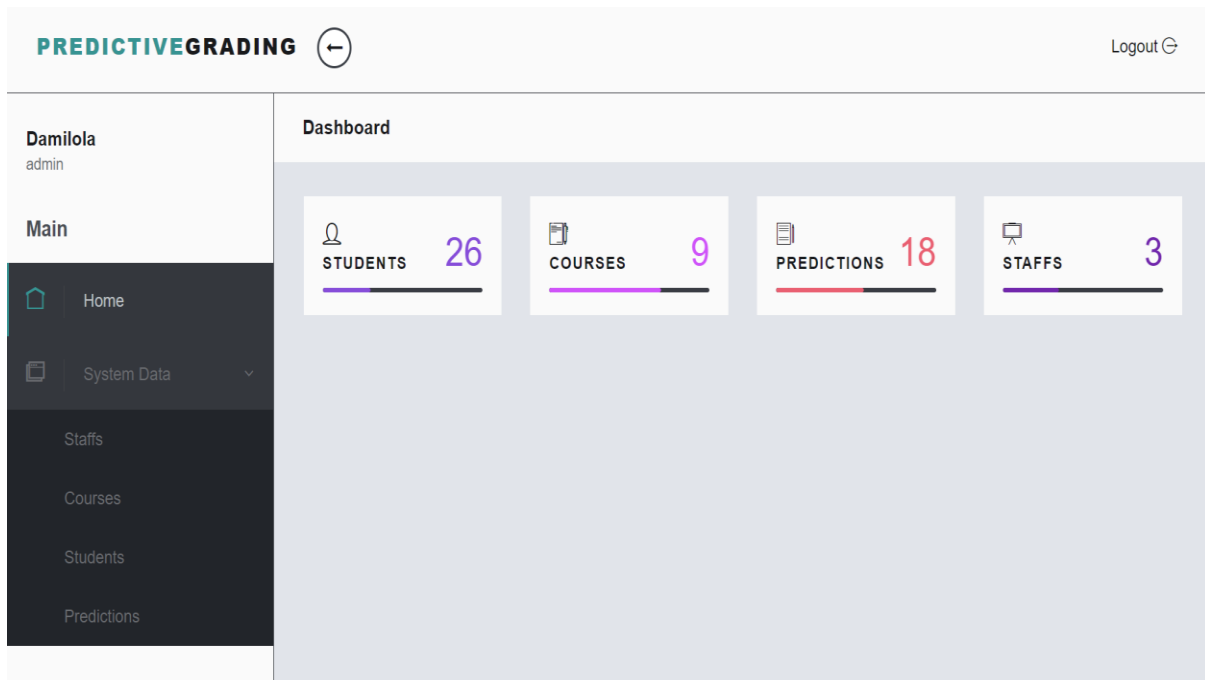 PREDICTIVEGRADING
Logout
Damilola
admin
Main
Home
System Data
Staffs
Courses
Students
Predictions
Dashboard
STUDENTS 26
COURSES 9
PREDICTIONS 18
STAFFS 3